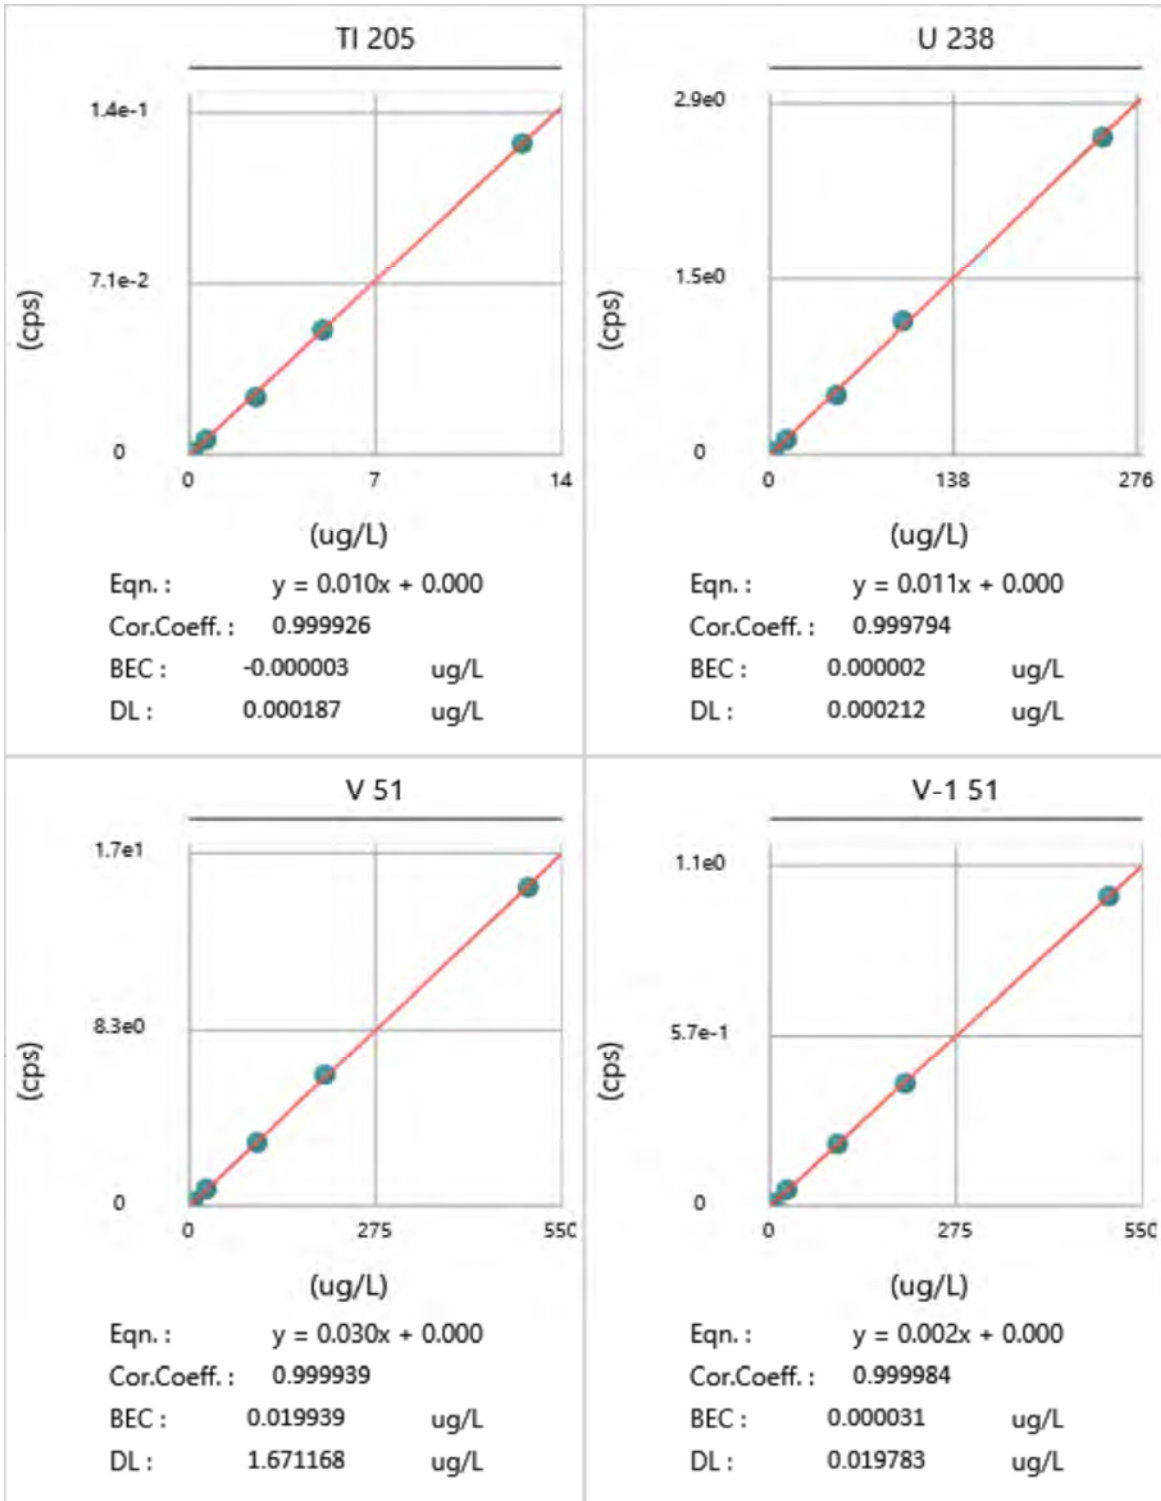 Tl 205
1.4e-1
7.1e-2
0
(cps)
0 7 14
(ug/L)
Eqn. : y = 0.010x + 0.000
Cor.Coeff. : 0.999926
BEC : -0.000003 ug/L
DL : 0.000187 ug/L
U 238
2.9e0
1.5e0
0
(cps)
0 138 276
(ug/L)
Eqn. : y = 0.011x + 0.000
Cor.Coeff. : 0.999794
BEC : 0.000002 ug/L
DL : 0.000212 ug/L
V 51
1.7e1
8.3e0
0
(cps)
0 275 550
(ug/L)
Eqn. : y = 0.030x + 0.000
Cor.Coeff. : 0.999939
BEC : 0.019939 ug/L
DL : 1.671168 ug/L
V-1 51
1.1e0
5.7e-1
0
(cps)
0 275 550
(ug/L)
Eqn. : y = 0.002x + 0.000
Cor.Coeff. : 0.999984
BEC : 0.000031 ug/L
DL : 0.019783 ug/L